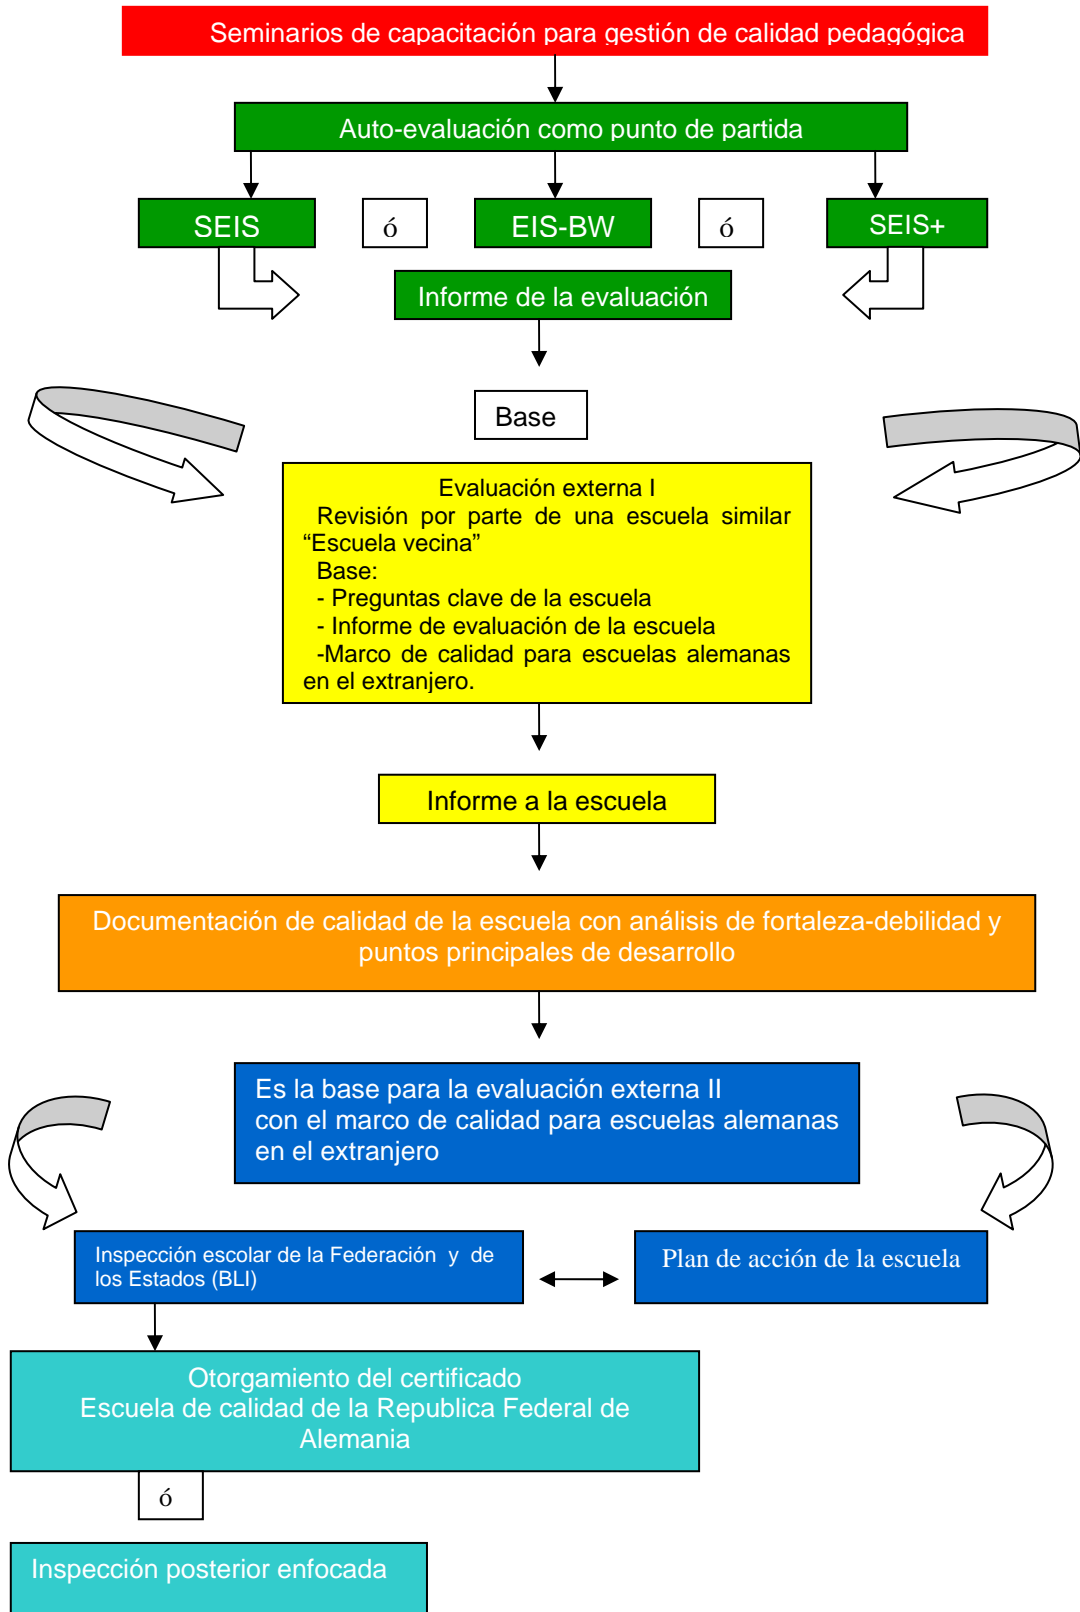 Seminarios de capacitación para gestión de calidad pedagógica
Auto-evaluación como punto de partida
SEIS
ó
EIS-BW
ó
SEIS+
Informe de la evaluación
Base
Evaluación externa I
Revisión por parte de una escuela similar
“Escuela vecina”
Base:
- Preguntas clave de la escuela
- Informe de evaluación de la escuela
-Marco de calidad para escuelas alemanas
en el extranjero.
Informe a la escuela
Documentación de calidad de la escuela con análisis de fortaleza-debilidad y
puntos principales de desarrollo
Es la base para la evaluación externa II
con el marco de calidad para escuelas alemanas
en el extranjero
Inspección escolar de la Federación y de
los Estados (BLI)
Plan de acción de la escuela
Otorgamiento del certificado
Escuela de calidad de la Republica Federal de
Alemania
ó
Inspección posterior enfocada